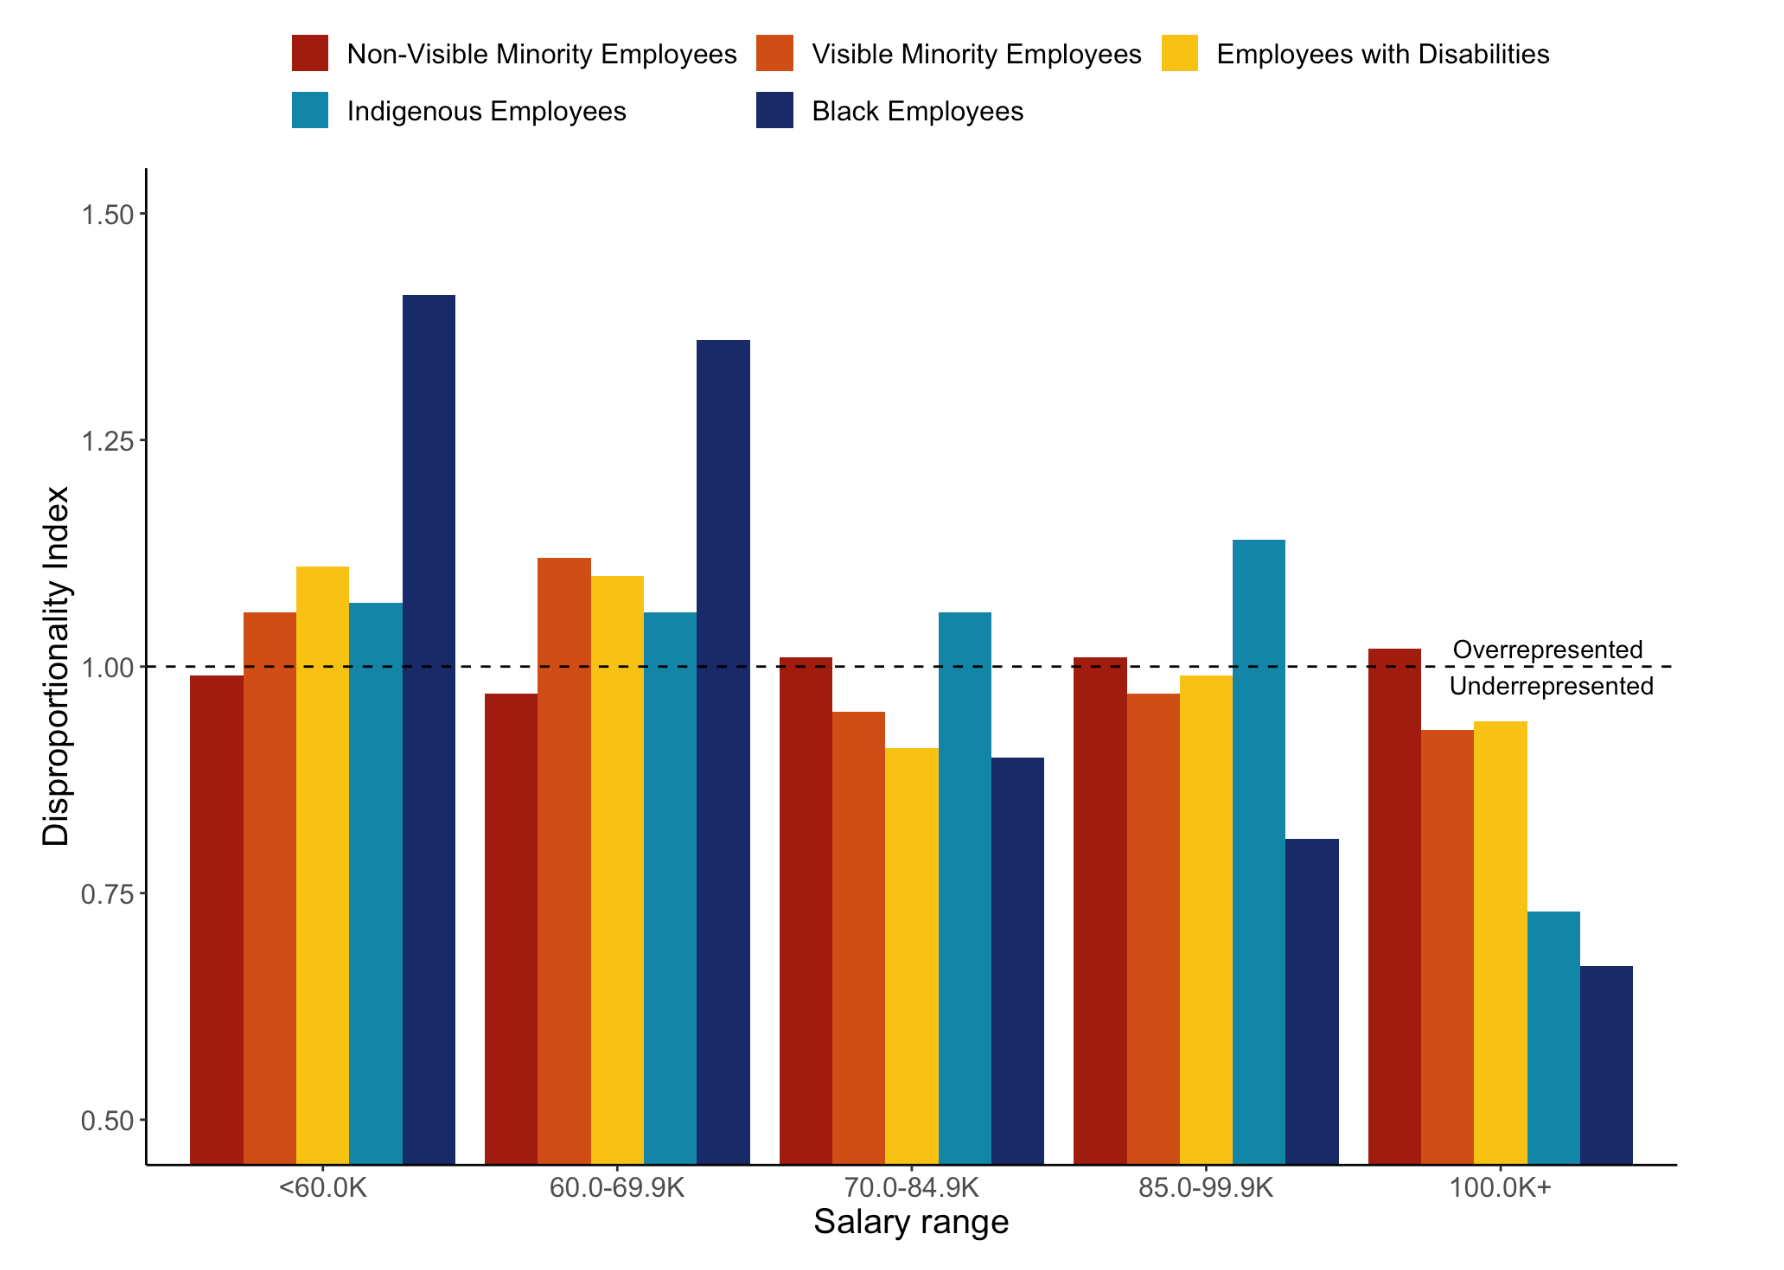 Non-Visible Minority Employees Visible Minority Employees Employees with Disabilities
Indigenous Employees Black Employees
Disproportionality Index
1.50
1.25
1.00
0.75
0.50
Overrepresented
Underrepresented
<60.0K 60.0-69.9K 70.0-84.9K 85.0-99.9K 100.0K+
Salary range